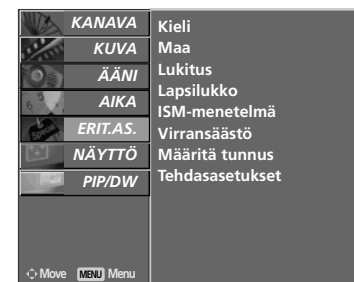 KANAVA
KUVA
ÄÄNI
AIKA
ERIT.AS.
NÄYTTÖ
PIP/DW
Kieli
Maa
Lukitus
Lapsilukko
ISM-menetelmä
Virransäästö
Määritä tunnus
Tehdasasetukset
Move MENU Menu